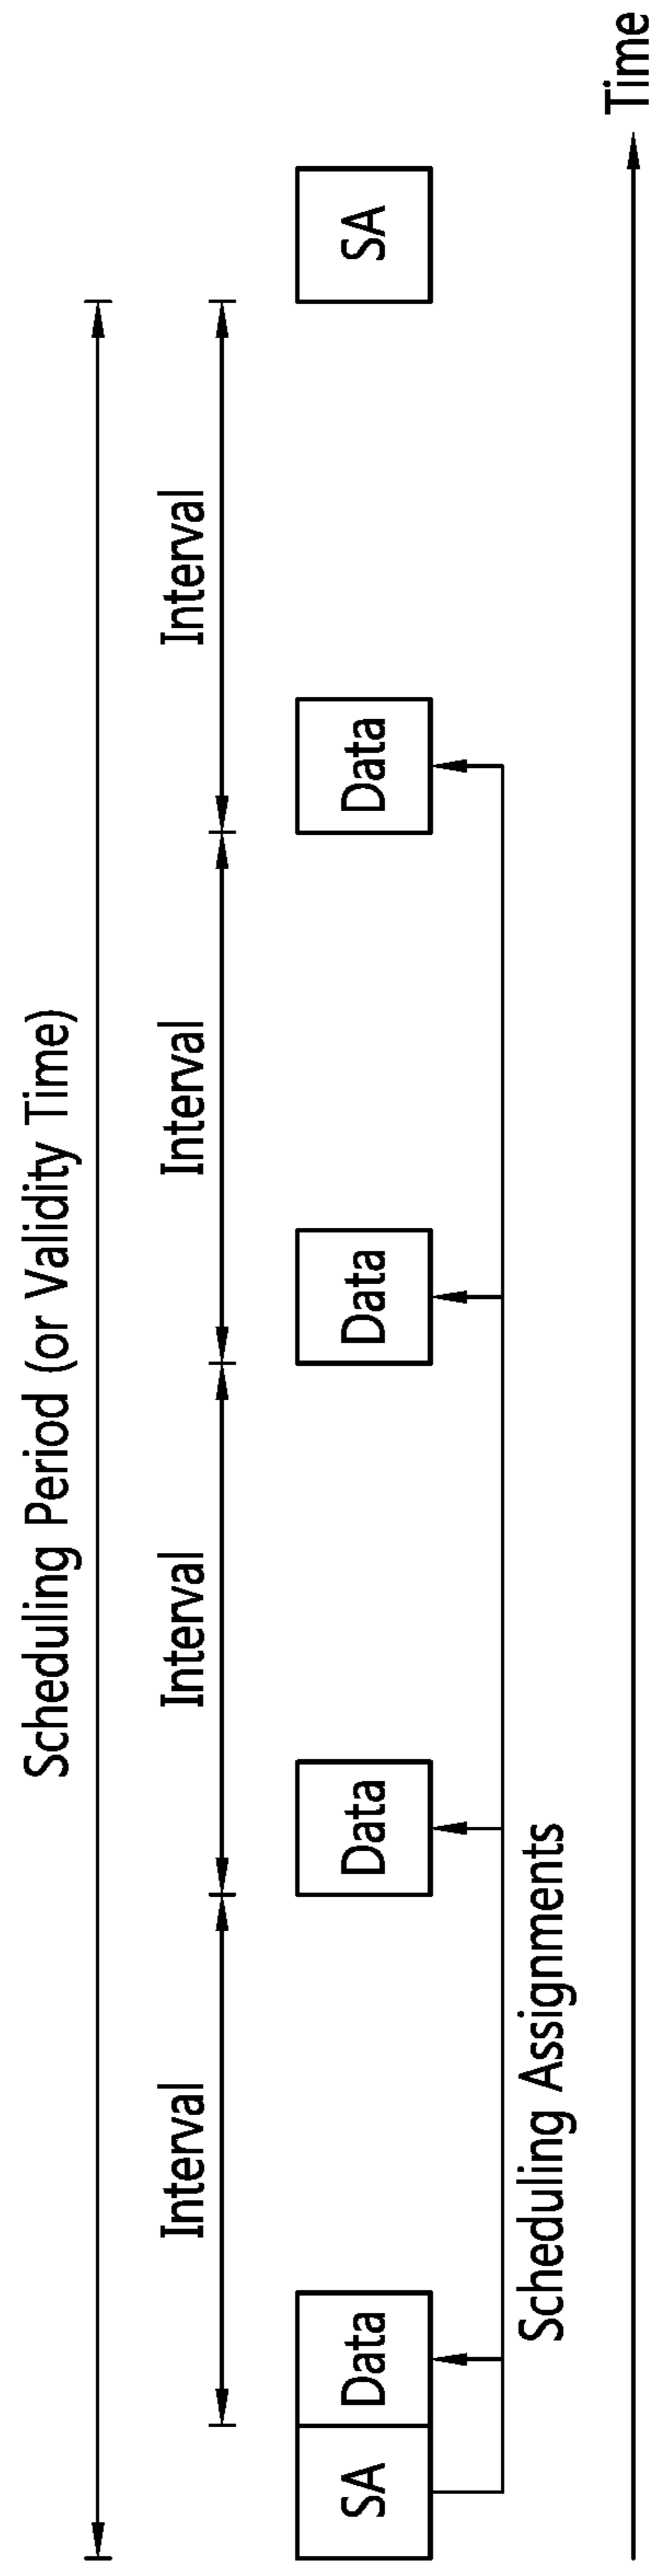 Scheduling Period (or Validity Time)
Interval Interval Interval Interval
SA Data Data Data Data SA
Scheduling Assignments
Time